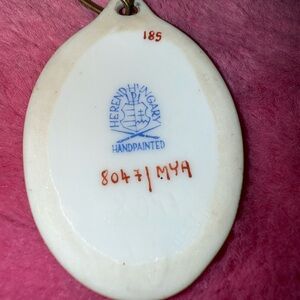 185
HEREND HUNGARY
HANDPAINTED
8047/MYA